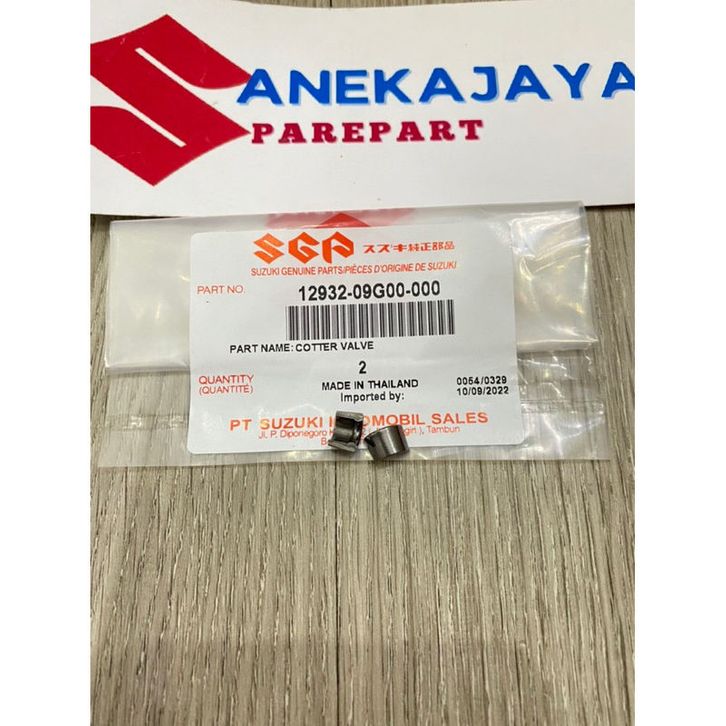 ANEKAJAYA
PAREPART
SGP スズキ純正部品
SUZUKI GENUINE PARTS/PIÈCES D'ORIGINE DE SUZUKI
PART NO. 12932-09G00-000
PART NAME: COTTER VALVE
2
QUANTITY
(QUANTITÉ)
MADE IN THAILAND
Imported by:
0054/0329
10/09/2022
PT SUZUKI MOBIL SALES
Jl. P. Diponegoro ), Tambun